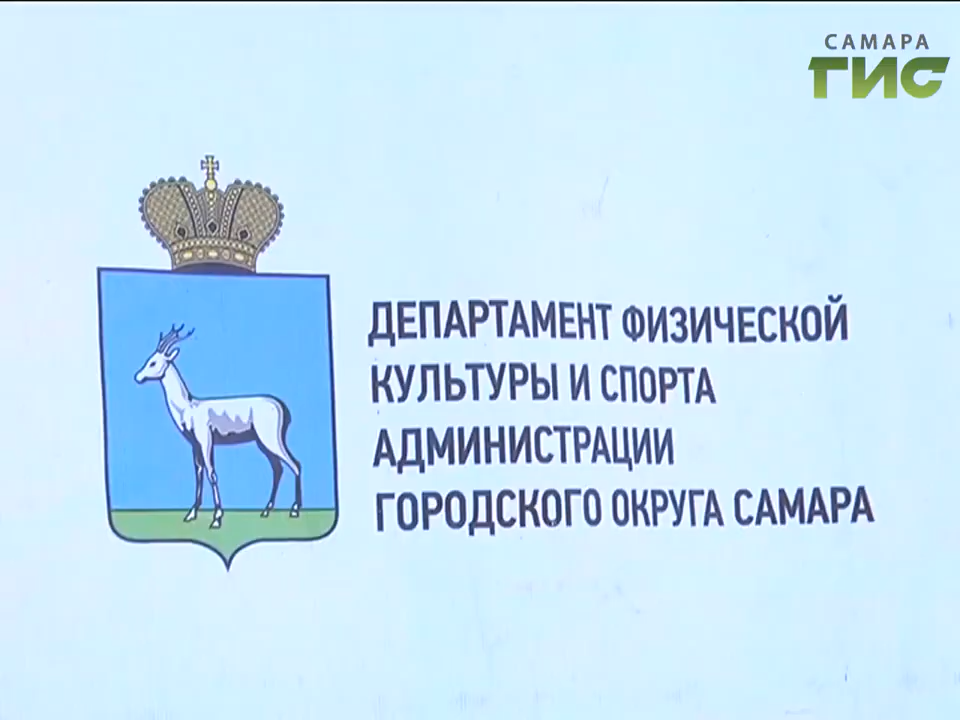 САМАРА
ГИС
ДЕПАРТАМЕНТ ФИЗИЧЕСКОЙ
КУЛЬТУРЫ И СПОРТА
АДМИНИСТРАЦИИ
ГОРОДСКОГО ОКРУГА САМАРА